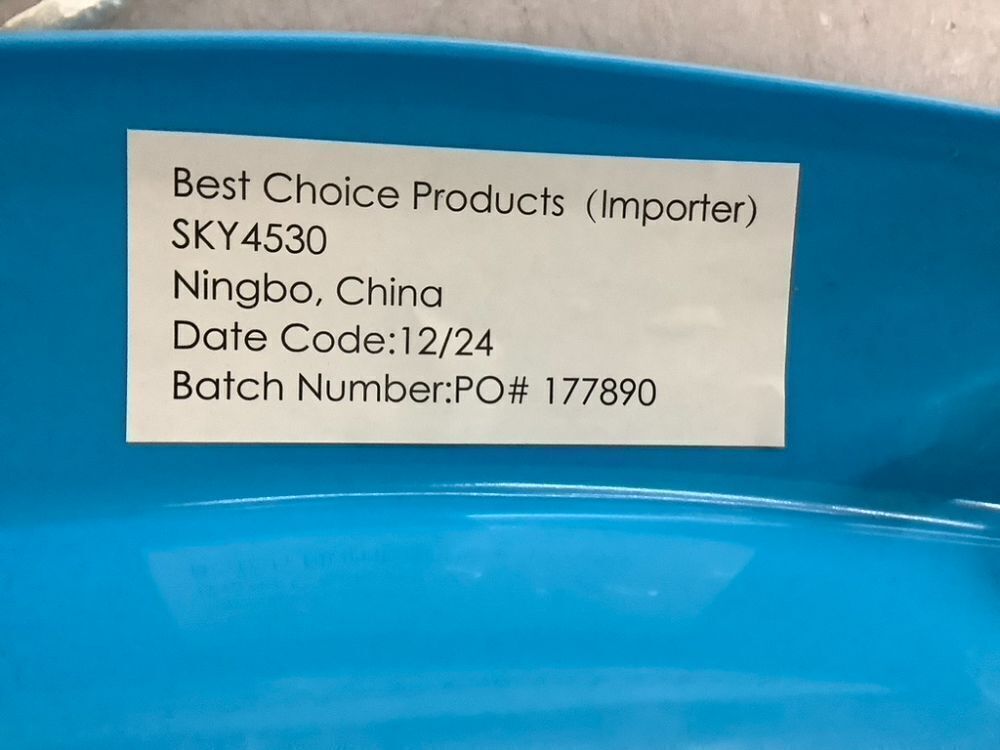 Best Choice Products (Importer)
SKY4530
Ningbo, China
Date Code:12/24
Batch Number:PO# 177890